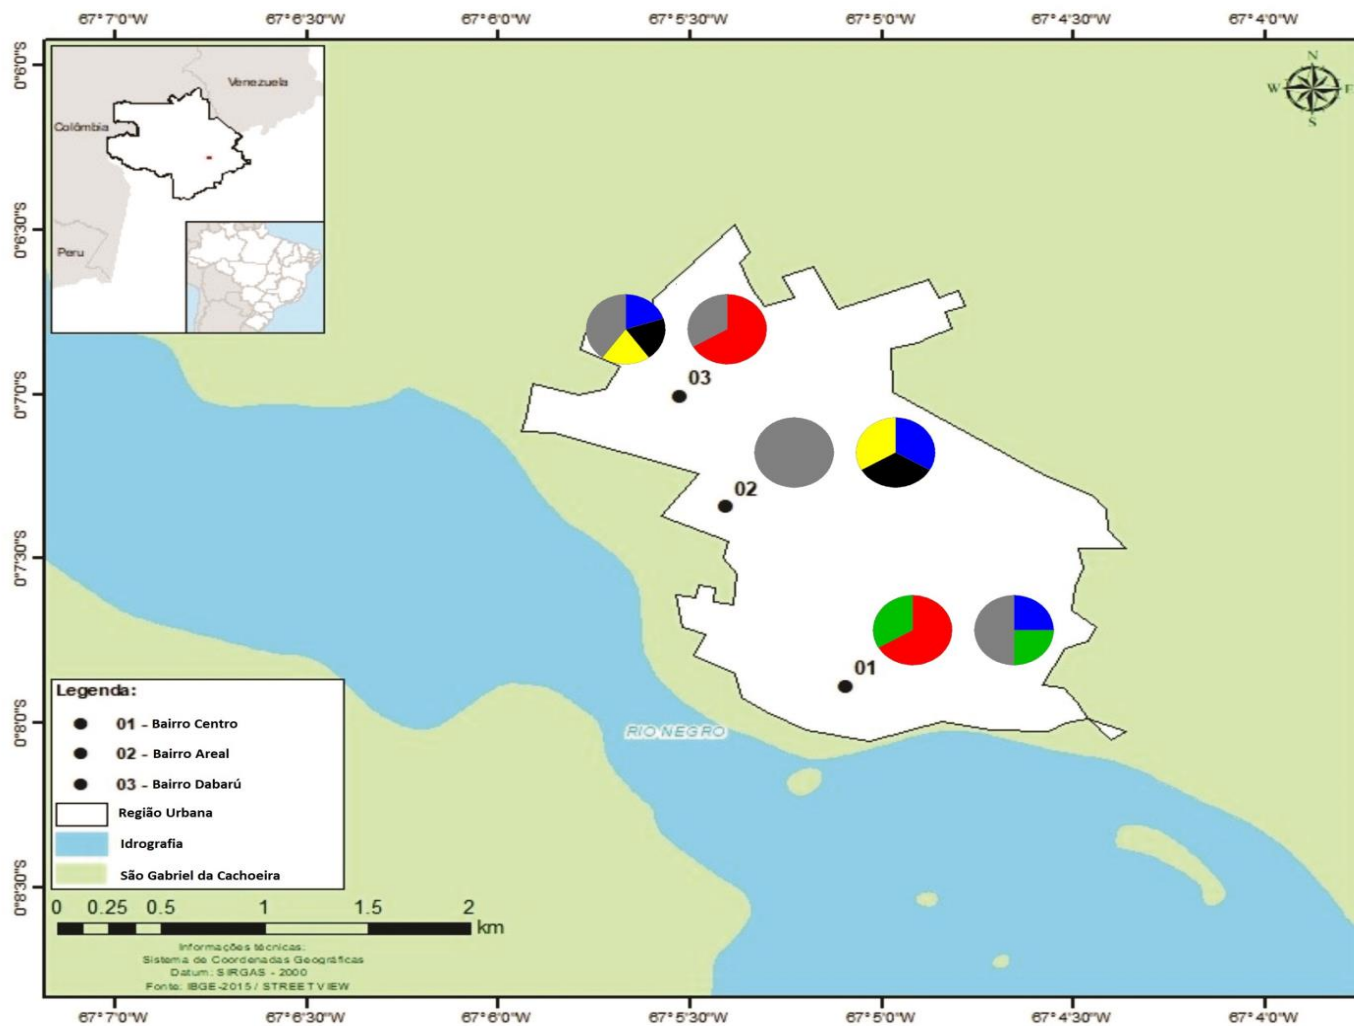 67°7'0"W 67°6'30"W 67°6'0"W 67°5'30"W 67°5'0"W 67°4'30"W 67°4'0"W
0°6'0"S
0°6'30"S
0°7'0"S
0°7'30"S
0°8'0"S
0°8'30"S
Venezuela
Colômbia
Peru
N
W E
S
03
02
01
RIO NEGRO
Legenda:
01 - Bairro Centro
02 - Bairro Areal
03 - Bairro Dabarú
Região Urbana
Idrografia
São Gabriel da Cachoeira
0 0.25 0.5 1 1.5 2
km
Informações técnicas:
Sistema de Coordenadas Geográficas
Datum: SIRGAS - 2000
Fonte: IBGE-2015 / STREET VIEW
67°7'0"W 67°6'30"W 67°6'0"W 67°5'30"W 67°5'0"W 67°4'30"W 67°4'0"W